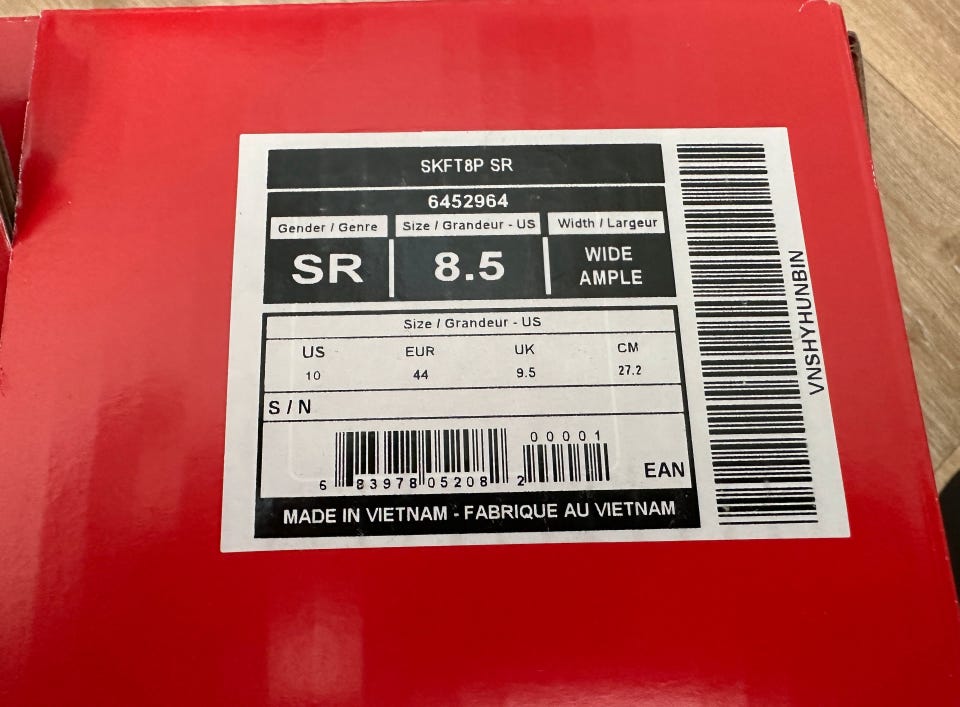 SKFT8P SR
6452964
Gender / Genre
Size / Grandeur - US
Width / Largeur
SR
8.5
WIDE
AMPLE
Size / Grandeur - US
US EUR UK CM
10 44 9.5 27.2
S / N
6 83978 05208 2
00001
EAN
MADE IN VIETNAM - FABRIQUE AU VIETNAM
VNSHYHUNBIN